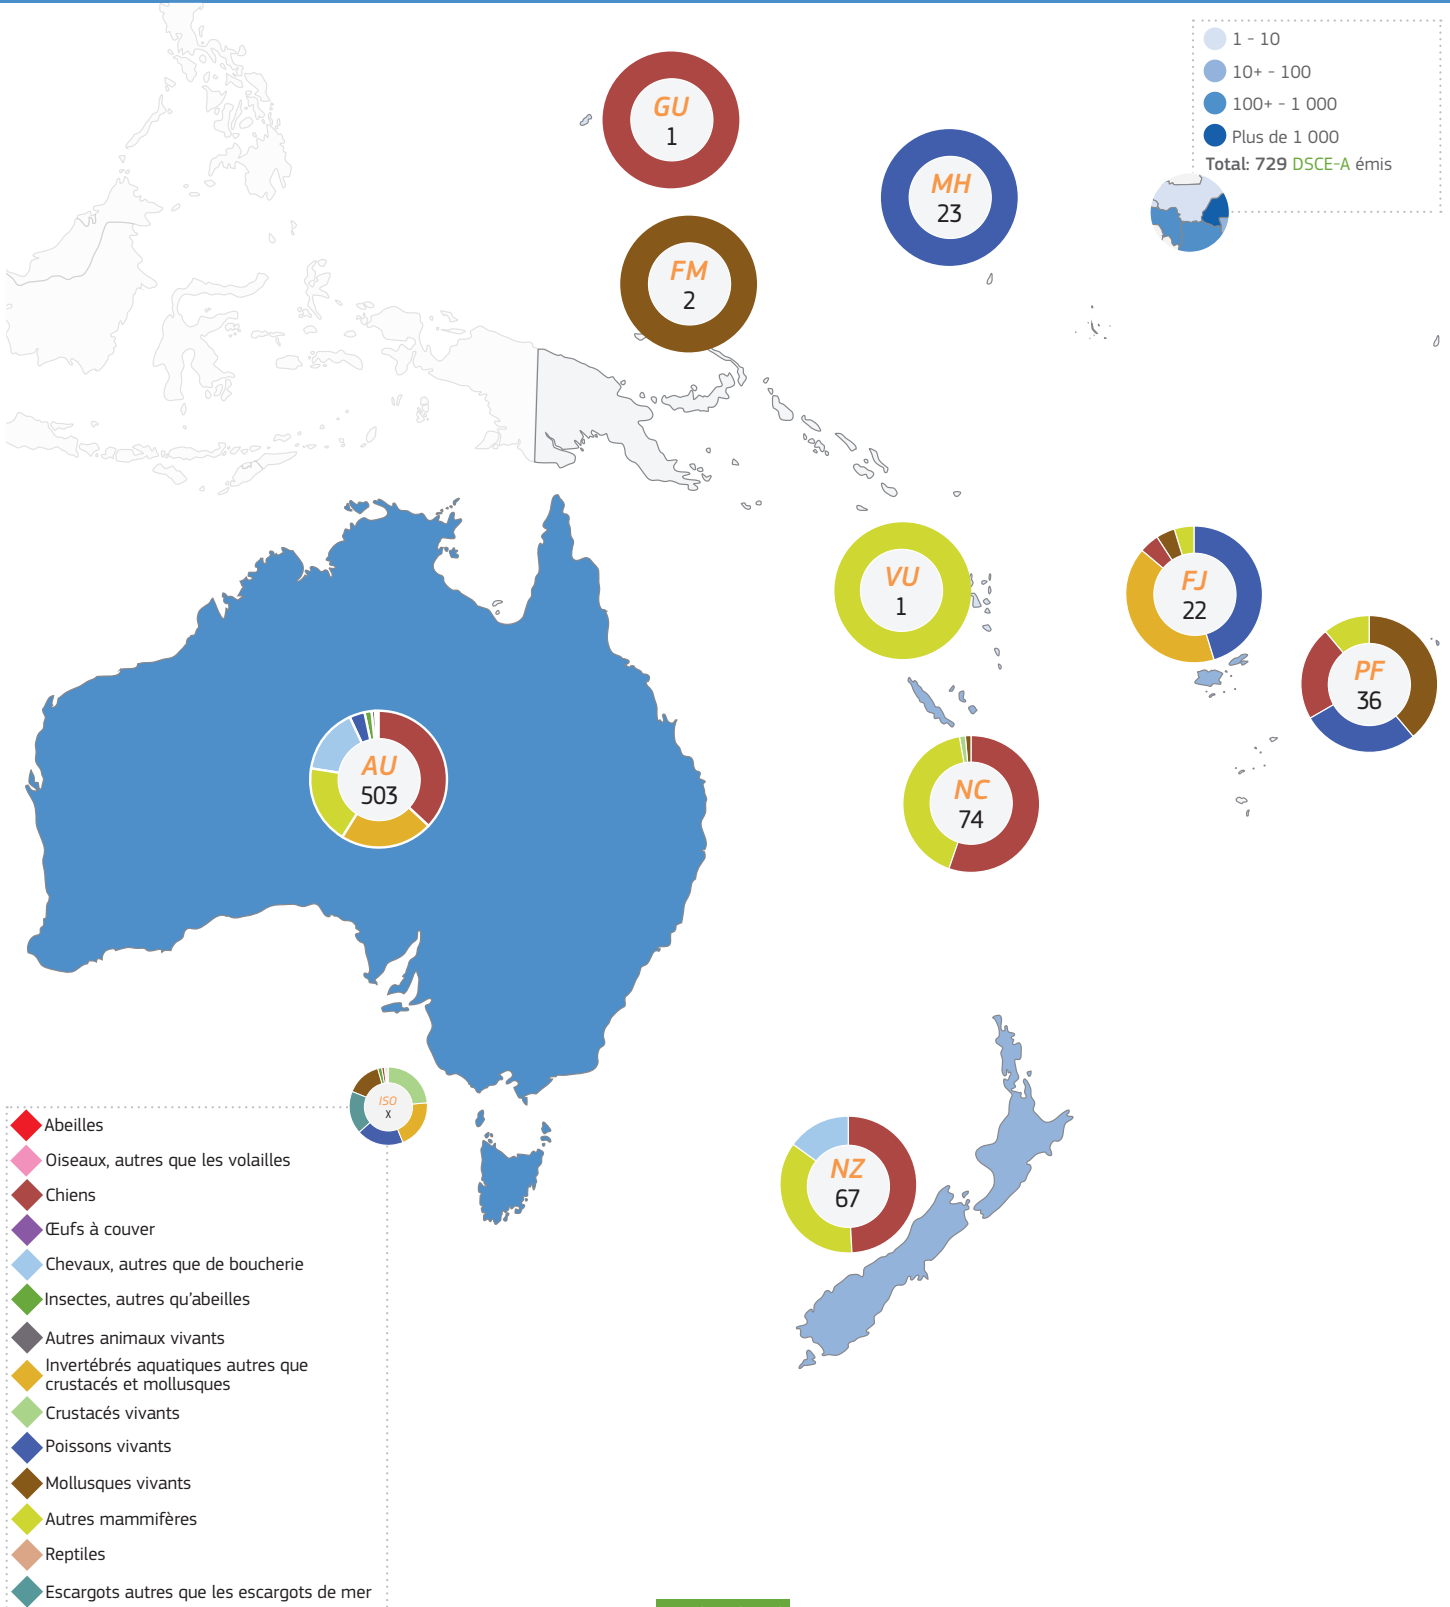 1 - 10
10+ - 100
100+ - 1 000
Plus de 1 000
Total: 729 DSCE-A émis
GU
1
MH
23
FM
2
VU
1
FJ
22
PF
36
AU
503
NC
74
NZ
67
ISO
X
Abeilles
Oiseaux, autres que les volailles
Chiens
Œufs à couver
Chevaux, autres que de boucherie
Insectes, autres qu'abeilles
Autres animaux vivants
Invertébrés aquatiques autres que
crustacés et mollusques
Crustacés vivants
Poissons vivants
Mollusques vivants
Autres mammifères
Reptiles
Escargots autres que les escargots de mer